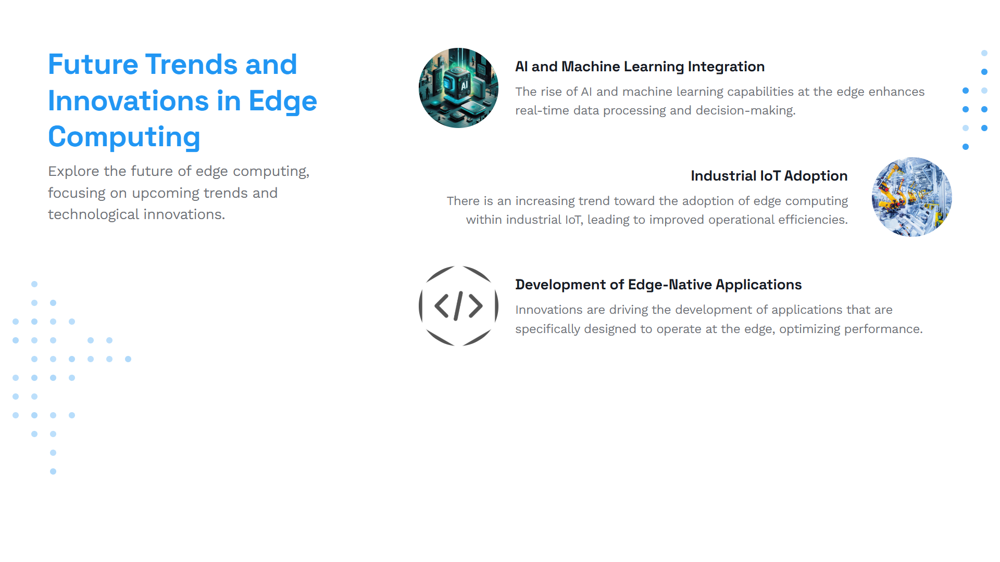 Future Trends and
Innovations in Edge
Computing
Explore the future of edge computing,
focusing on upcoming trends and
technological innovations.
AI
AI and Machine Learning Integration
The rise of AI and machine learning capabilities at the edge enhances
real-time data processing and decision-making.
Industrial IoT Adoption
There is an increasing trend toward the adoption of edge computing
within industrial IoT, leading to improved operational efficiencies.
</>
Development of Edge-Native Applications
Innovations are driving the development of applications that are
specifically designed to operate at the edge, optimizing performance.